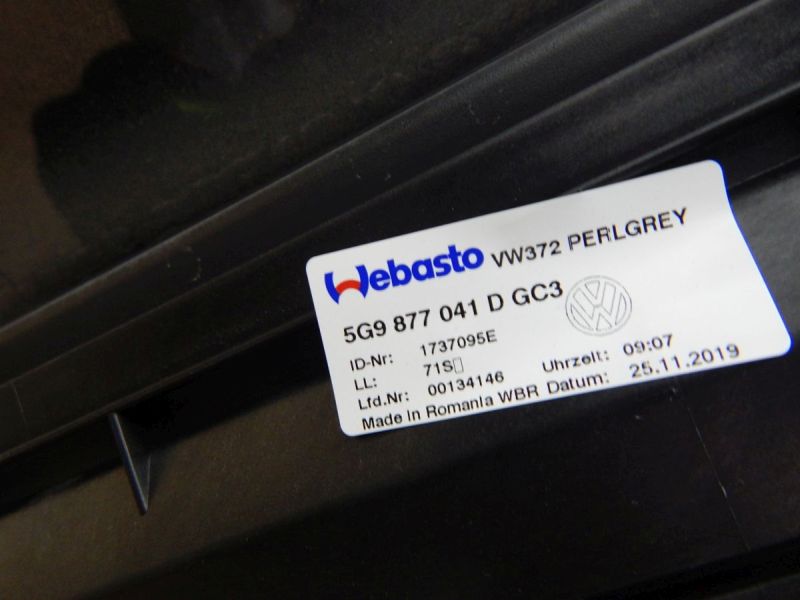 Webasto VW372 PERLGREY
5G9 877 041 D GC3
ID-Nr: 1737095E
LL: 71S▯
Lfd.Nr: 00134146 Uhrzeit: 09:07
Made in Romania WBR Datum: 25.11.2019